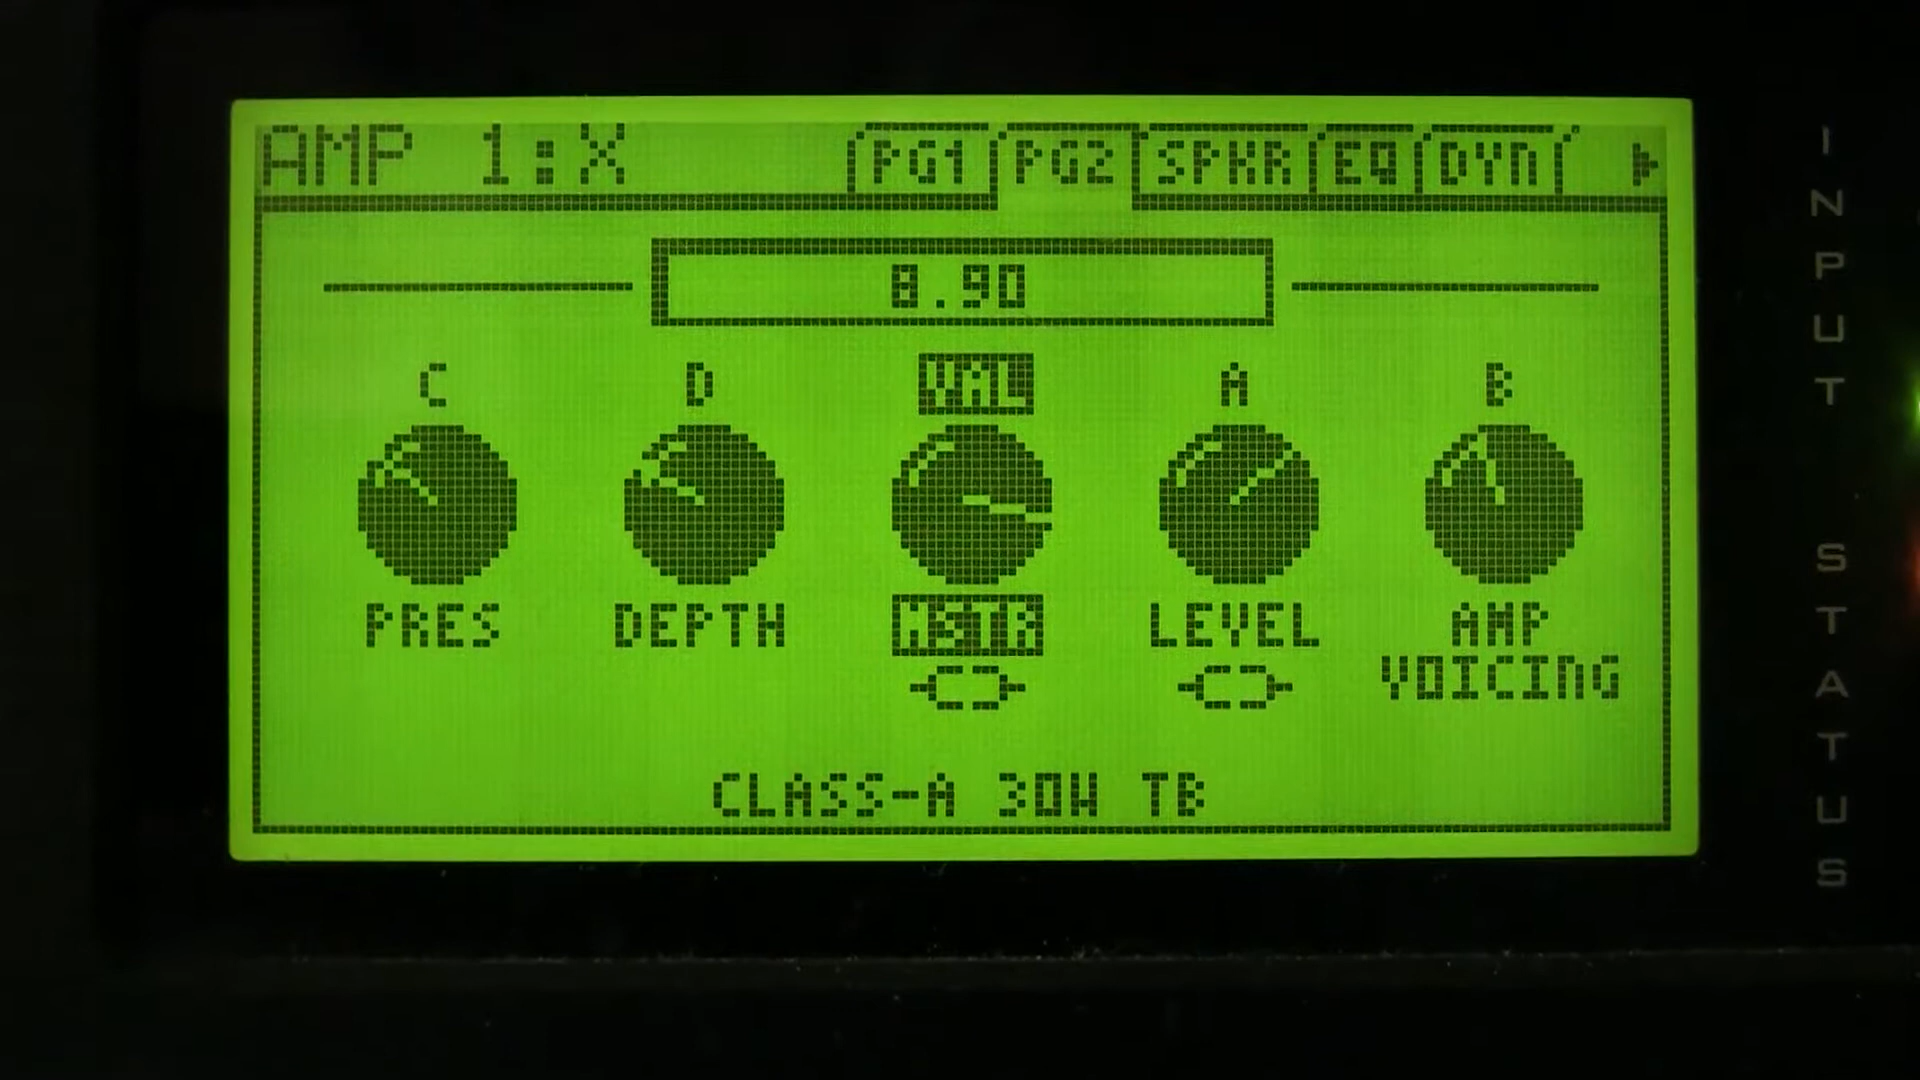 AMP 1:X PG1 PG2 SPKR EQ DYN
8.90
C D VAL A B
PRES DEPTH MSTR LEVEL AMP VOICING
CLASS-A 30W TB
INPUT STATUS